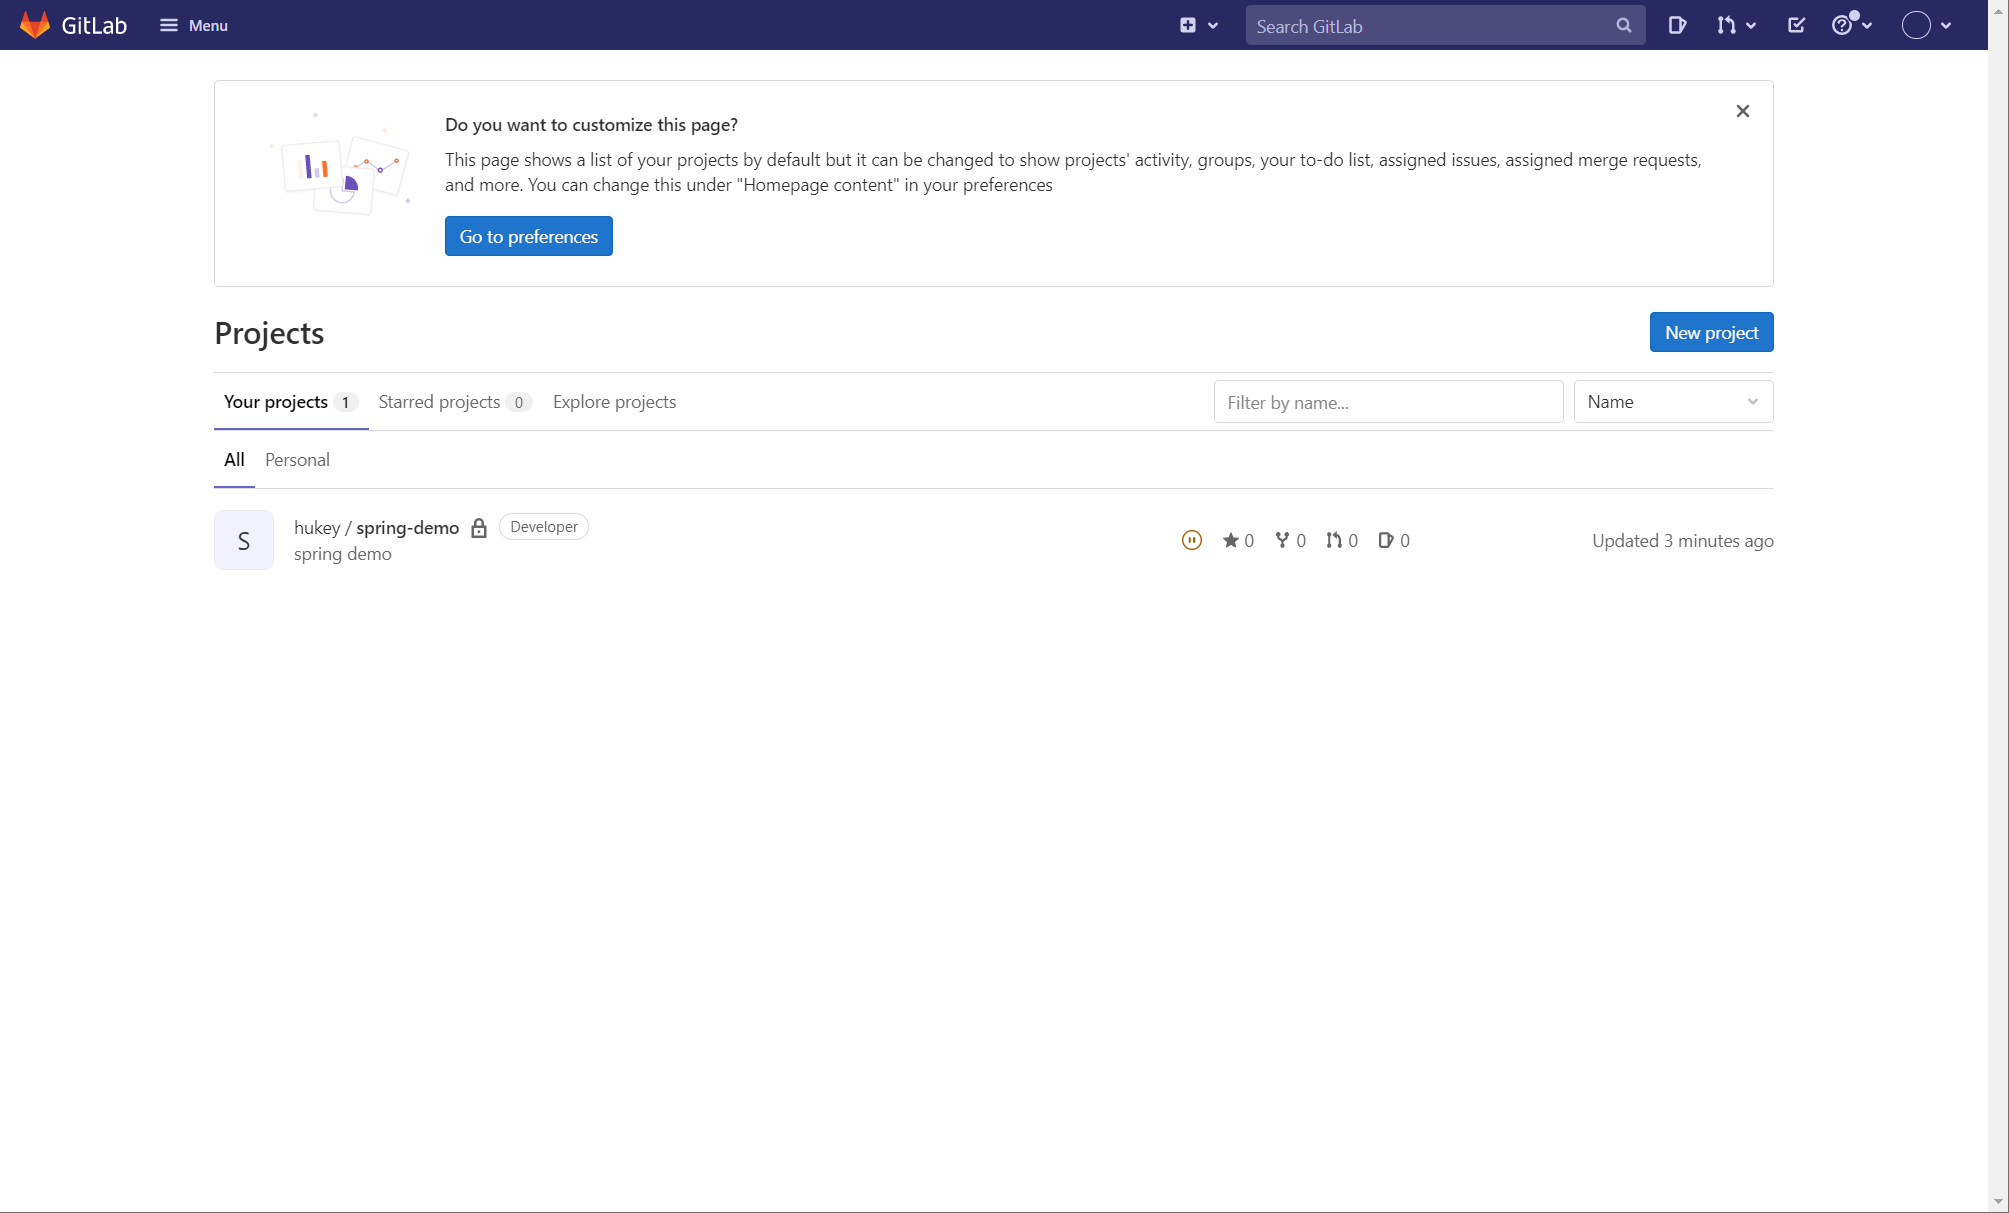 GitLab Menu Search GitLab
Do you want to customize this page?
This page shows a list of your projects by default but it can be changed to show projects' activity, groups, your to-do list, assigned issues, assigned merge requests,
and more. You can change this under "Homepage content" in your preferences
Go to preferences
Projects New project
Your projects 1 Starred projects 0 Explore projects Filter by name... Name
All Personal
S hukey / spring-demo Developer
spring demo
0 0 0 0 Updated 3 minutes ago